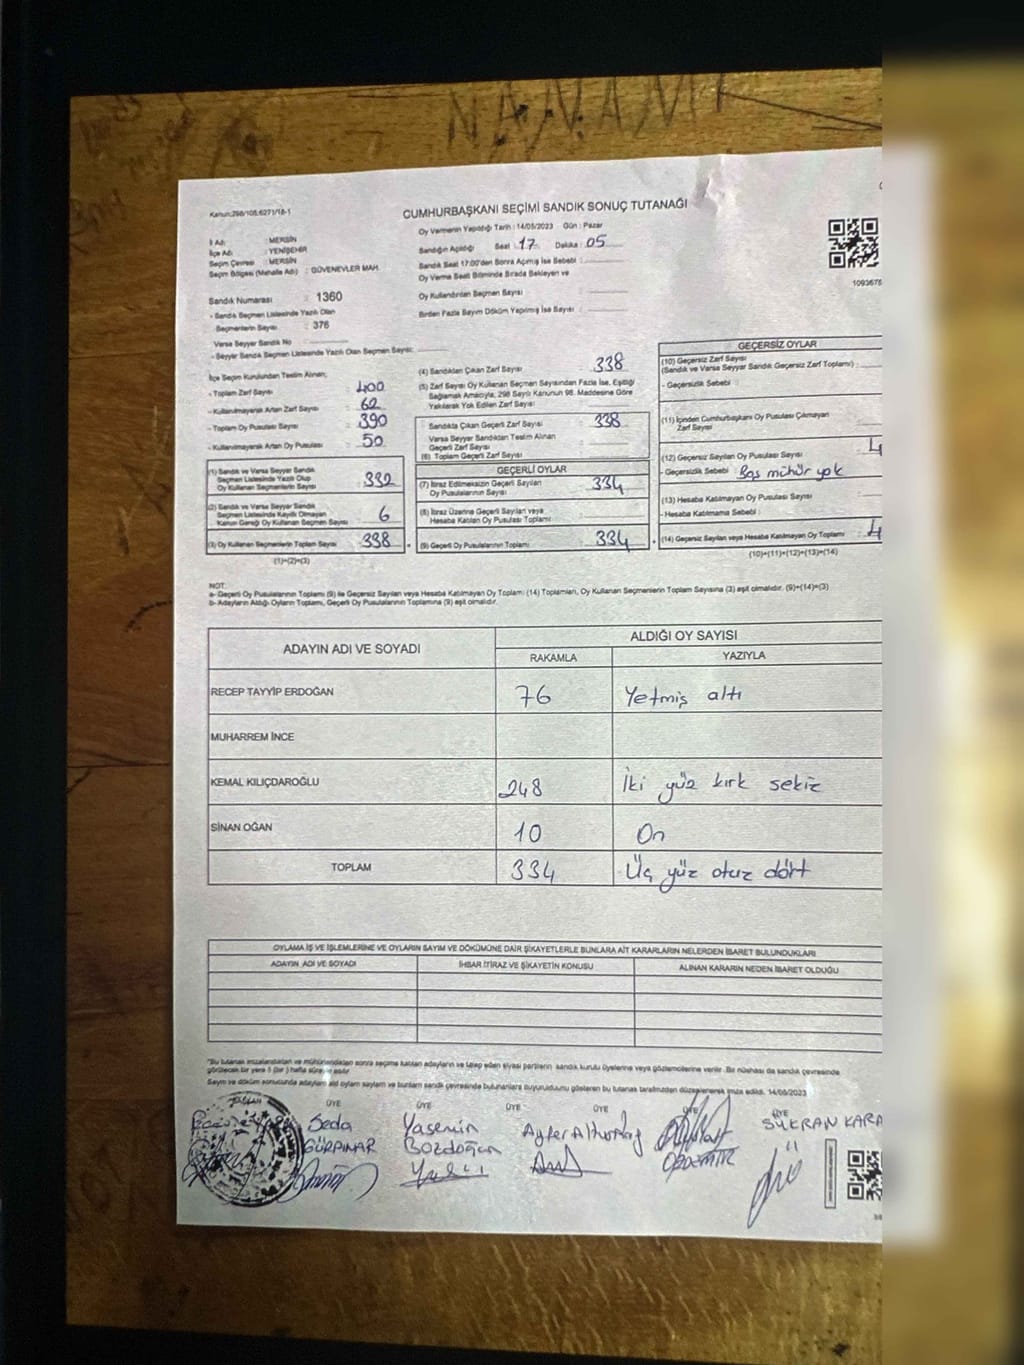 NANAMI
Kanun:298/105,6271/18-1
CUMHURBAŞKANI SEÇİMİ SANDIK SONUÇ TUTANAĞI
Oy Vermenin Yapıldığı Tarih : 14/05/2023 Gün : Pazar
İl Adı : MERSİN
İlçe Adı : YENİŞEHİR
Seçim Çevresi : MERSİN
Seçim Bölgesi (Mahalle Adı) : GÜVENEVLER MAH.
Sandığın Açıldığı Saat : 17 Dakika : 05
Sandık Saat 17:00'den Sonra Açılmış İse Sebebi :
Oy Verme Saati Bitiminde Sırada Bekleyen ve
Oy Kullandırılan Seçmen Sayısı :
Birden Fazla Sayım Döküm Yapılmış İse Sayısı :
1093675
Sandık Numarası : 1360
- Sandık Seçmen Listesinde Yazılı Olan
Seçmenlerin Sayısı : 376
Varsa Seyyar Sandık No :
- Seyyar Sandık Seçmen Listesinde Yazılı Olan Seçmen Sayısı:
İlçe Seçim Kurulundan Teslim Alınan;
- Toplam Zarf Sayısı : 400
- Kullanılmayarak Artan Zarf Sayısı : 62
- Toplam Oy Pusulası Sayısı : 390
- Kullanılmayarak Artan Oy Pusulası : 50
(1) Sandık ve Varsa Seyyar Sandık
Seçmen Listesinde Yazılı Olup
Oy Kullanan Seçmenlerin Sayısı : 332
(2) Sandık ve Varsa Seyyar Sandık
Seçmen Listesinde Kayıtlı Olmayan
Kanun Gereği Oy Kullanan Seçmen Sayısı : 6
(3) Oy Kullanan Seçmenlerin Toplam Sayısı : 338
(1)+(2)=(3)
(4) Sandıktan Çıkan Zarf Sayısı : 338
(5) Zarf Sayısı Oy Kullanan Seçmen Sayısından Fazla İse, Eşitliği
Sağlamak Amacıyla, 298 Sayılı Kanunun 98. Maddesine Göre
Yakılarak Yok Edilen Zarf Sayısı :
Sandıkta Çıkan Geçerli Zarf Sayısı : 338
Varsa Seyyar Sandıktan Teslim Alınan
Geçerli Zarf Sayısı :
(6) Toplam Geçerli Zarf Sayısı :
GEÇERLİ OYLAR
(7) İtiraz Edilmeksizin Geçerli Sayılan
Oy Pusulalarının Sayısı : 334
(8) İtiraz Üzerine Geçerli Sayılan veya
Hesaba Katılan Oy Pusulası Toplamı :
(9) Geçerli Oy Pusulalarının Toplamı : 334
GEÇERSİZ OYLAR
(10) Geçersiz Zarf Sayısı
(Sandık ve Varsa Seyyar Sandık Geçersiz Zarf Toplamı) :
- Geçersizlik Sebebi :
(11) İçinden Cumhurbaşkanı Oy Pusulası Çıkmayan
Zarf Sayısı :
(12) Geçersiz Sayılan Oy Pusulası Sayısı : 4
- Geçersizlik Sebebi : Boş mühür yok
(13) Hesaba Katılmayan Oy Pusulası Sayısı :
- Hesaba Katılmama Sebebi :
(14) Geçersiz Sayılan veya Hesaba Katılmayan Oy Toplamı : 4
(10)+(11)+(12)+(13)=(14)
NOT:
a- Geçerli Oy Pusulalarının Toplamı (9) ile Geçersiz Sayılan veya Hesaba Katılmayan Oy Toplam: (14) Toplamları, Oy Kullanan Seçmenlerin Toplam Sayısına (3) eşit olmalıdır. (9)+(14)=(3)
b- Adayların Aldığı Oyların Toplamı, Geçerli Oy Pusulalarının Toplamına (9) eşit olmalıdır.
ADAYIN ADI VE SOYADI
ALDIĞI OY SAYISI
RAKAMLA YAZIYLA
RECEP TAYYİP ERDOĞAN 76 Yetmiş altı
MUHARREM İNCE
KEMAL KILIÇDAROĞLU 248 İki yüz kırk sekiz
SİNAN OĞAN 10 On
TOPLAM 334 Üç yüz otuz dört
OYLAMA İŞ VE İŞLEMLERİNE VE OYLARIN SAYIM VE DÖKÜMÜNE DAİR ŞİKAYETLERLE BUNLARA AİT KARARLARIN NELERDEN İBARET BULUNDUKLARI
ADAYIN ADI VE SOYADI İHBAR İTİRAZ VE ŞİKAYETİN KONUSU ALINAN KARARIN NEDEN İBARET OLDUĞU
"Bu tutanak imzalandıktan ve mühürlendikten sonra seçime katılan adayların ve talep eden siyasi partilerin sandık kurulu üyelerine veya gözlemcilerine verilir. Bir nüshası da sandık çevresinde
görülecek bir yere 5 (bir) hafta süreyle asılır.
Sayım ve döküm sonucunda adayların aldığı oyların sayılarını ve bunların sandık çevresinde bulunanlara duyurulduğunu gösteren bu tutanak tarafımızdan düzenlenerek imza edildi. 14/05/2023
BAŞKAN ÜYE ÜYE ÜYE ÜYE ÜYE ÜYE
Seda Yasemin Ayfer Altuntaş ŞÜKRAN KARA
GÜRPINAR Bozdoğan ÖZDEMİR